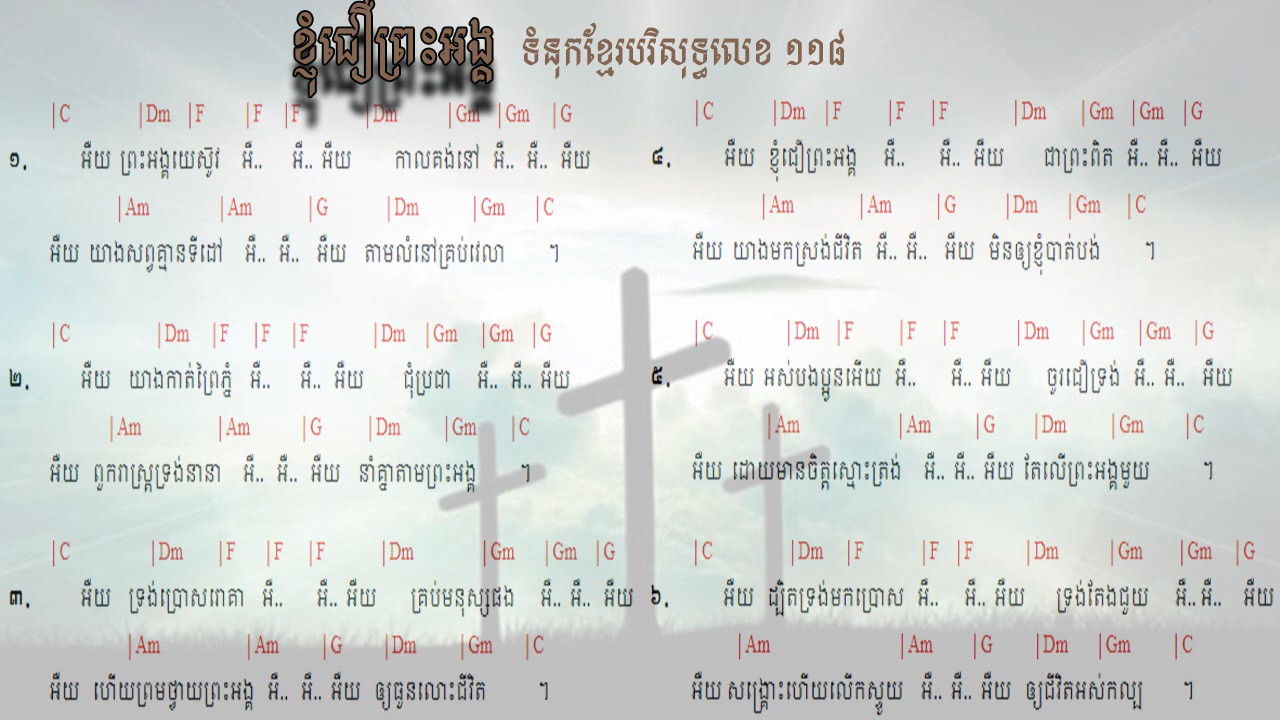 ខ្ញុំជឿព្រះអង្គ ទំនុកខ្មែរបរិសុទ្ធលេខ ១១៨
|C |Dm |F |F |F |Dm |Gm |Gm |G
១. អឺយ ព្រះអង្គយេស៊ូវ អឺ.. អឺ.. អឺយ កាលគង់នៅ អឺ.. អឺ.. អឺយ
|Am |Am |G |Dm |Gm |C
អឺយ យាងសព្វគ្មានទីដៅ អឺ.. អឺ.. អឺយ តាមលំនៅគ្រប់វេលា ។
|C |Dm |F |F |F |Dm |Gm |Gm |G
២. អឺយ យាងកាត់ព្រៃភ្នំ អឺ.. អឺ.. អឺយ ជុំប្រជា អឺ.. អឺ.. អឺយ
|Am |Am |G |Dm |Gm |C
អឺយ ពួករាស្ត្រទ្រង់នានា អឺ.. អឺ.. អឺយ នាំគ្នាតាមព្រះអង្គ ។
|C |Dm |F |F |F |Dm |Gm |Gm |G
៣. អឺយ ទ្រង់ប្រោសរោគា អឺ.. អឺ.. អឺយ គ្រប់មនុស្សផង អឺ.. អឺ.. អឺយ
|Am |Am |G |Dm |Gm |C
អឺយ ហើយព្រមថ្វាយព្រះអង្គ អឺ.. អឺ.. អឺយ ឲ្យធួនលោះជីវិត ។
|C |Dm |F |F |F |Dm |Gm |Gm |G
៤. អឺយ ខ្ញុំជឿព្រះអង្គ អឺ.. អឺ.. អឺយ ជាព្រះពិត អឺ.. អឺ.. អឺយ
|Am |Am |G |Dm |Gm |C
អឺយ យាងមកស្រង់ជីវិត អឺ.. អឺ.. អឺយ មិនឲ្យខ្ញុំបាត់បង់ ។
|C |Dm |F |F |F |Dm |Gm |Gm |G
៥. អឺយ អស់បងប្អូនអើយ អឺ.. អឺ.. អឺយ ចូរជឿទ្រង់ អឺ.. អឺ.. អឺយ
|Am |Am |G |Dm |Gm |C
អឺយ ដោយមានចិត្តស្មោះត្រង់ អឺ.. អឺ.. អឺយ តែលើព្រះអង្គមួយ ។
|C |Dm |F |F |F |Dm |Gm |Gm |G
៦. អឺយ ដ្បិតទ្រង់មកប្រោស អឺ.. អឺ.. អឺយ ទ្រង់តែងជួយ អឺ.. អឺ.. អឺយ
|Am |Am |G |Dm |Gm |C
អឺយ សង្គ្រោះហើយលើកស្ទួយ អឺ.. អឺ.. អឺយ ឲ្យជីវិតអស់កល្ប ។